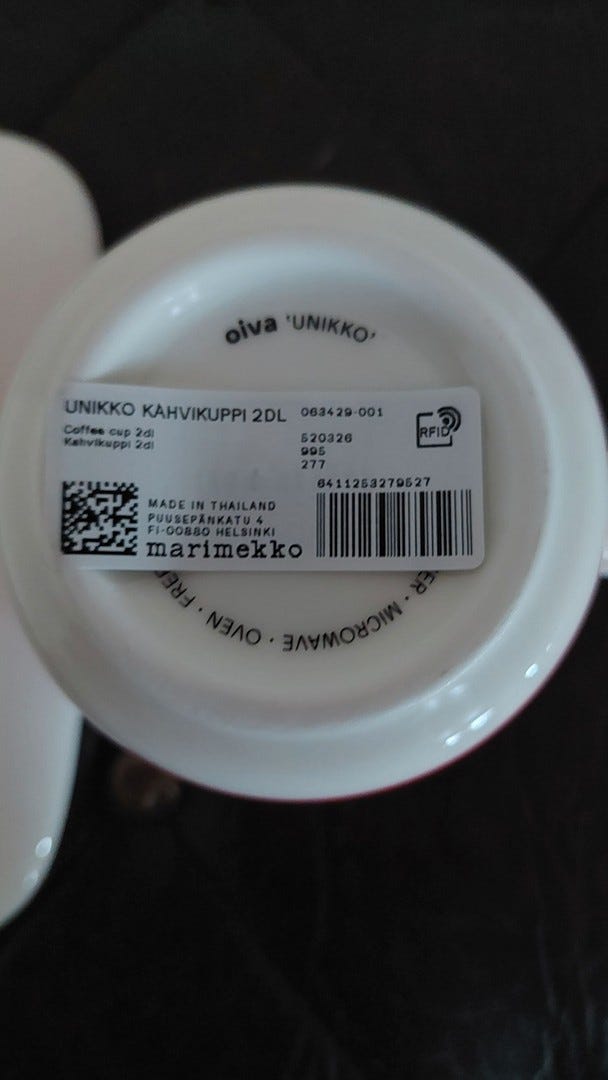 oiva 'UNIKKO'
UNIKKO KAHVIKUPPI 2DL
Coffee cup 2dl
Kahvikuppi 2dl
063429-001
520326
995
277
RFID
6411253279527
MADE IN THAILAND
PUUSEPÄNKATU 4
FI-00880 HELSINKI
marimekko
· MICROWAVE · OVEN ·